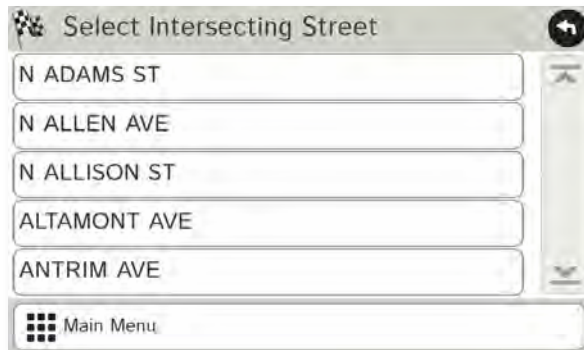 Select Intersecting Street
N ADAMS ST
N ALLEN AVE
N ALLISON ST
ALTAMONT AVE
ANTRIM AVE
Main Menu